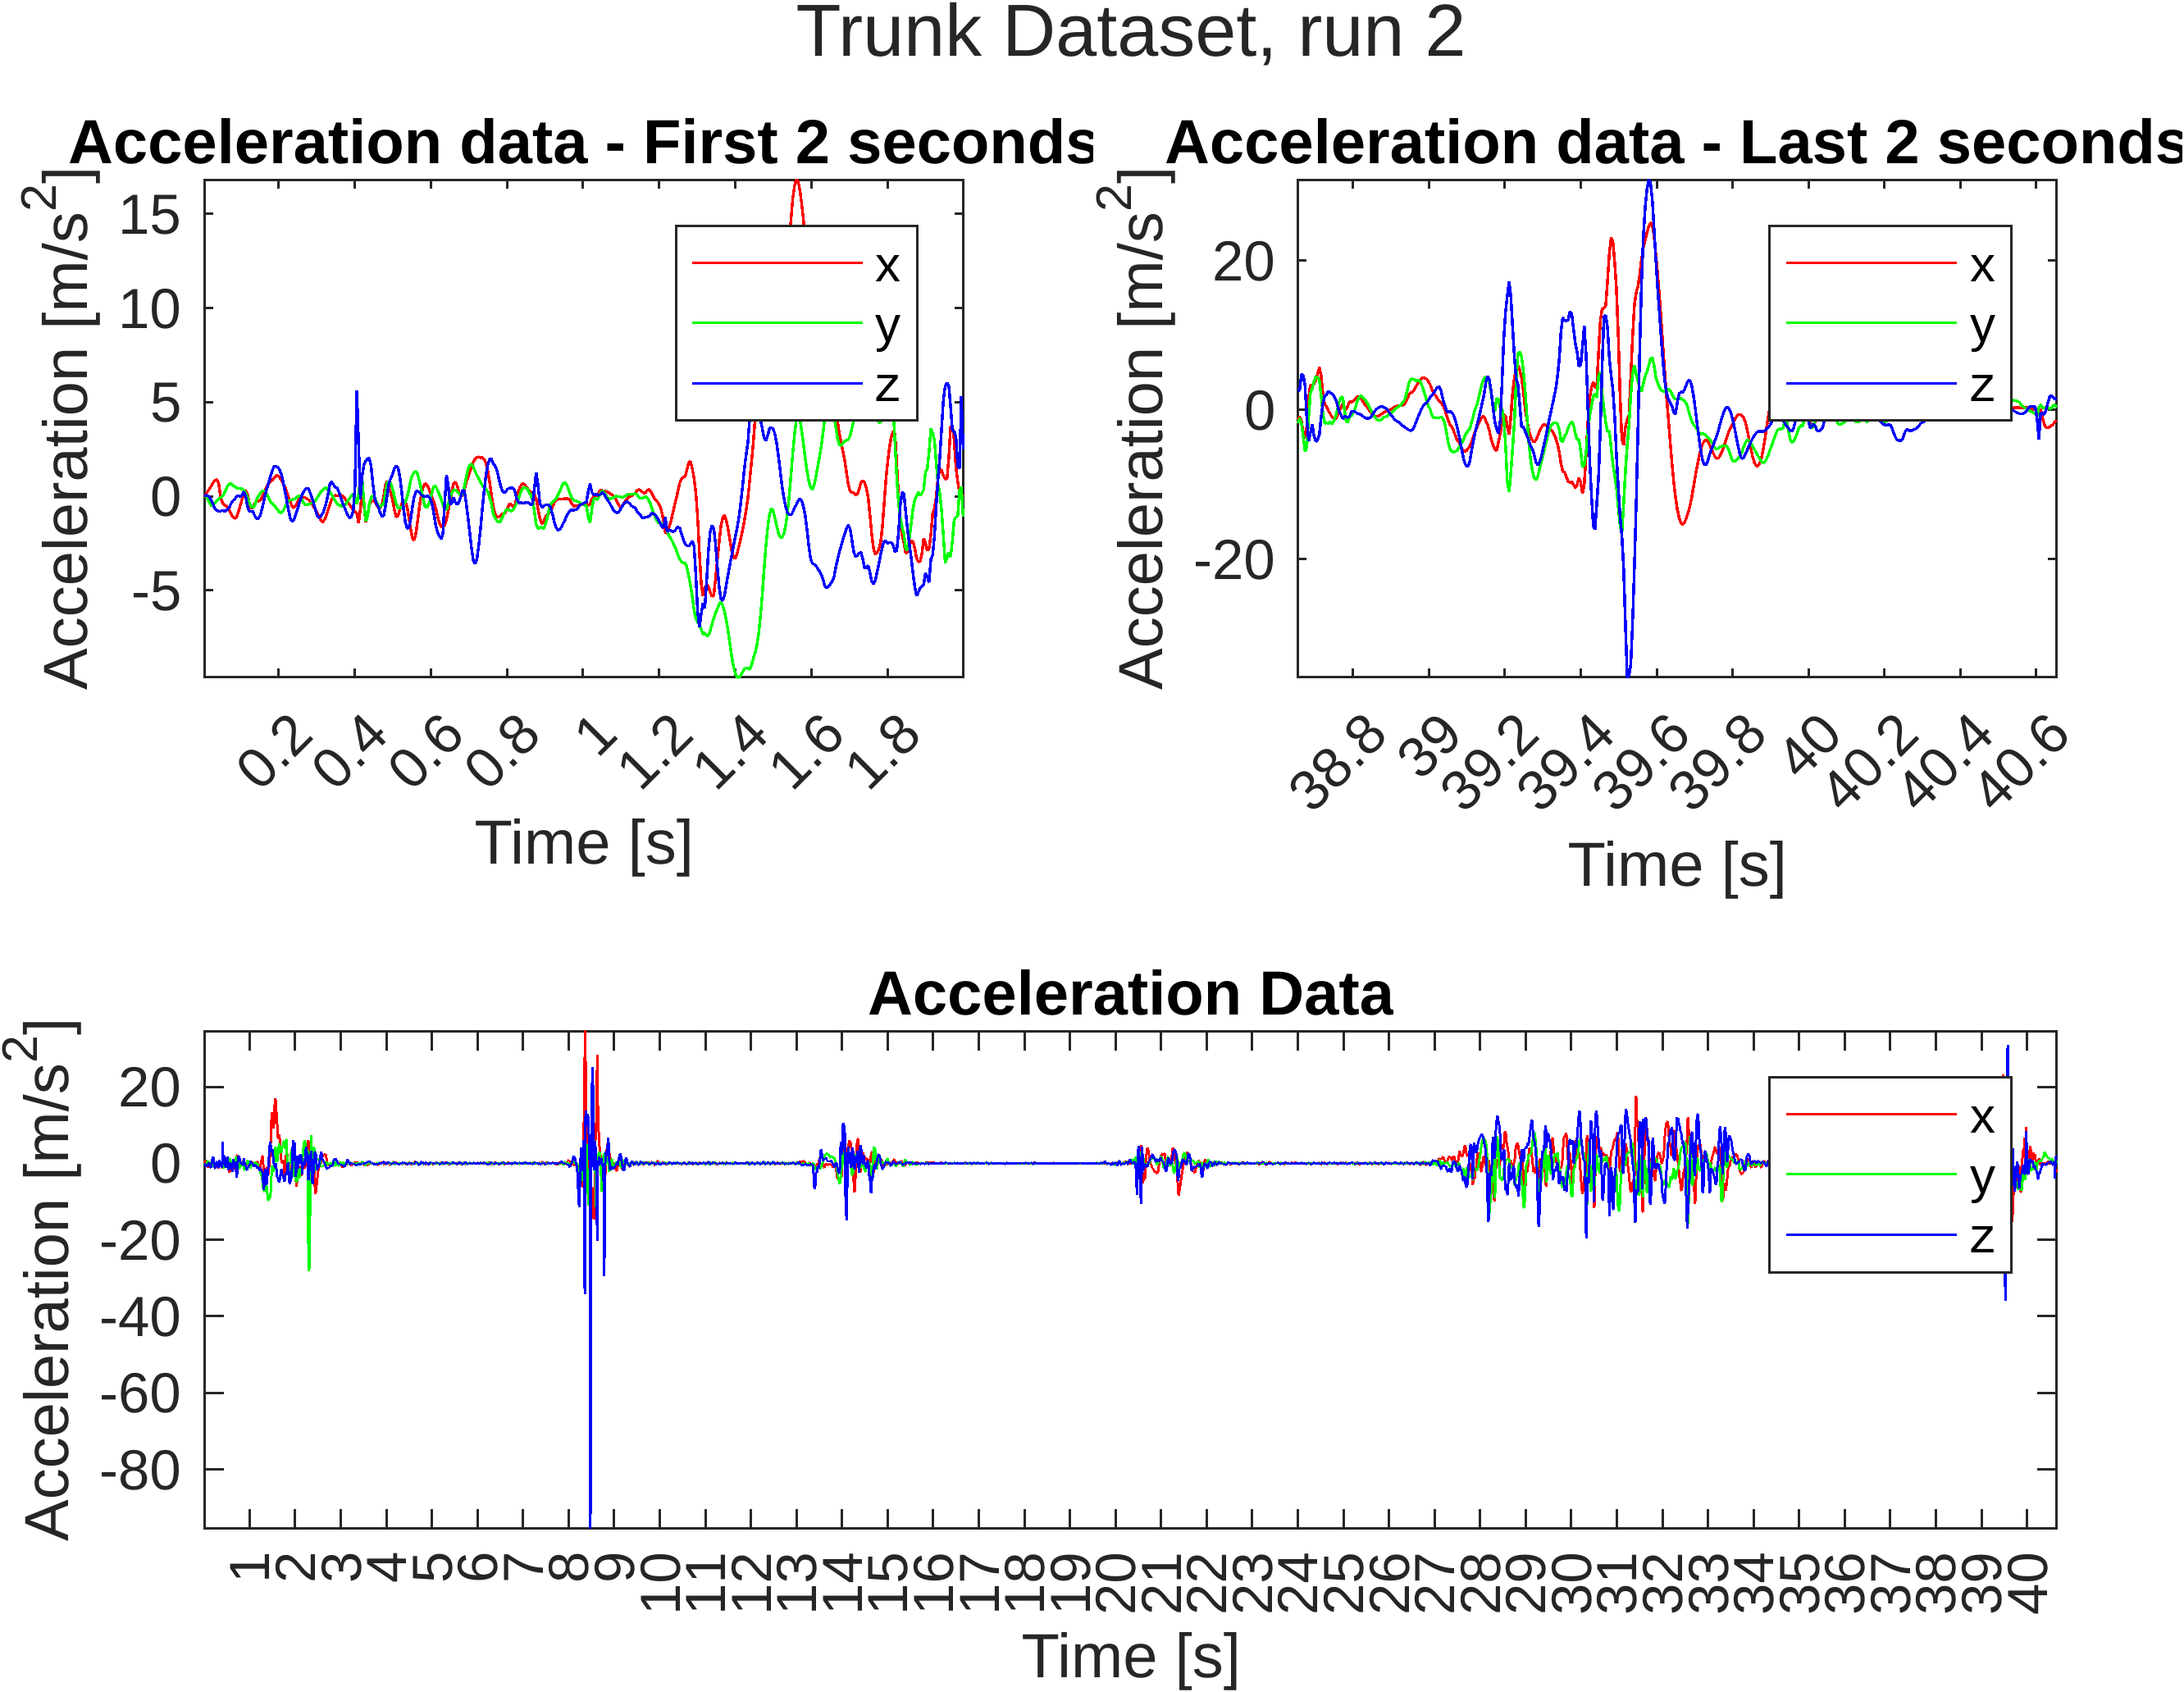 Trunk Dataset, run 2
Acceleration data - First 2 seconds
Acceleration [m/s²]
15
10
5
0
-5
x
y
z
0.2 0.4 0.6 0.8 1 1.2 1.4 1.6 1.8
Time [s]
Acceleration data - Last 2 seconds
Acceleration [m/s²]
20
0
-20
x
y
z
38.8 39 39.2 39.4 39.6 39.8 40 40.2 40.4 40.6
Time [s]
Acceleration Data
Acceleration [m/s²]
20
0
-20
-40
-60
-80
x
y
z
1 2 3 4 5 6 7 8 9 10 11 12 13 14 15 16 17 18 19 20 21 22 23 24 25 26 27 28 29 30 31 32 33 34 35 36 37 38 39 40
Time [s]